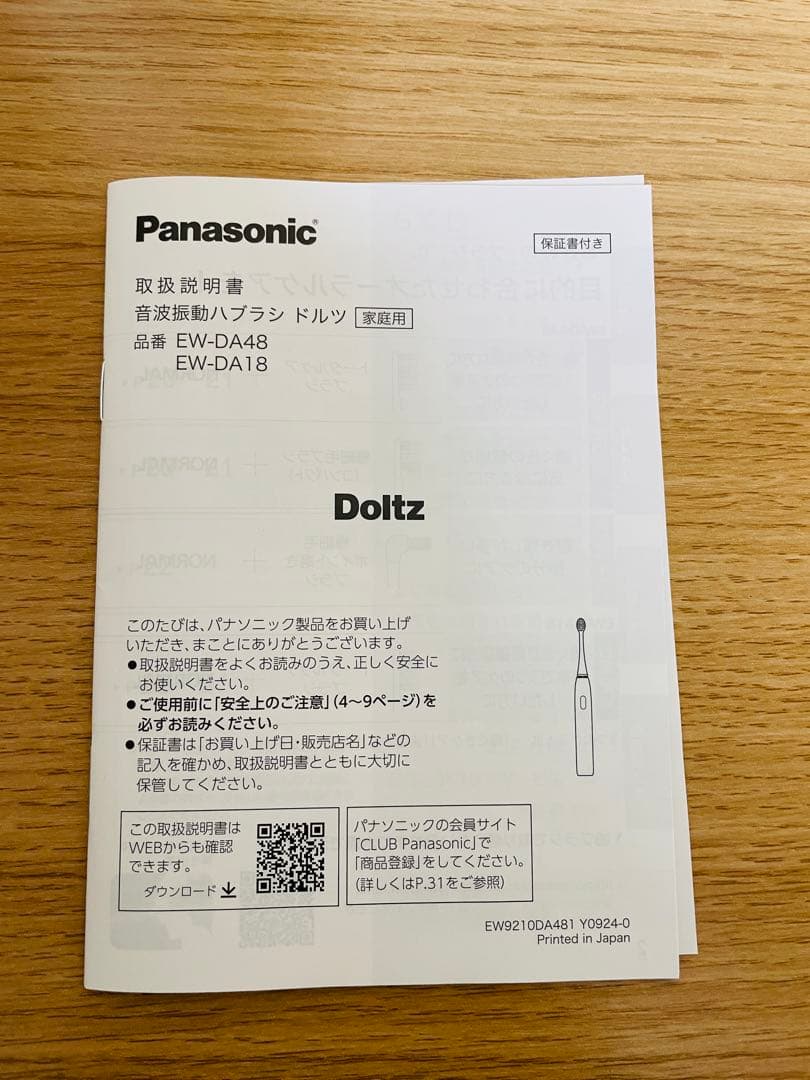 Panasonic®
保証書付き
取扱説明書
音波振動ハブラシ ドルツ 家庭用
品番 EW-DA48
EW-DA18
Doltz
このたびは、パナソニック製品をお買い上げ
いただき、まことにありがとうございます。
●取扱説明書をよくお読みのうえ、正しく安全に
お使いください。
●ご使用前に「安全上のご注意」(4～9ページ)を
必ずお読みください。
●保証書は「お買い上げ日・販売店名」などの
記入を確かめ、取扱説明書とともに大切に
保管してください。
この取扱説明書は
WEBからも確認
できます。
ダウンロード
パナソニックの会員サイト
「CLUB Panasonic」で
「商品登録」をしてください。
(詳しくはP.31をご参照)
EW9210DA481 Y0924-0
Printed in Japan